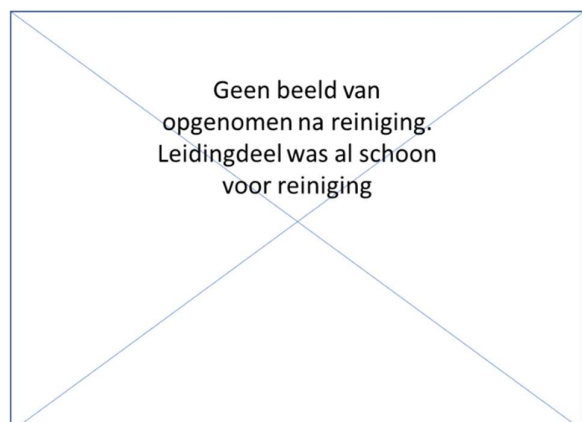 Geen beeld van
opgenomen na reiniging.
Leidingdeel was al schoon
voor reiniging